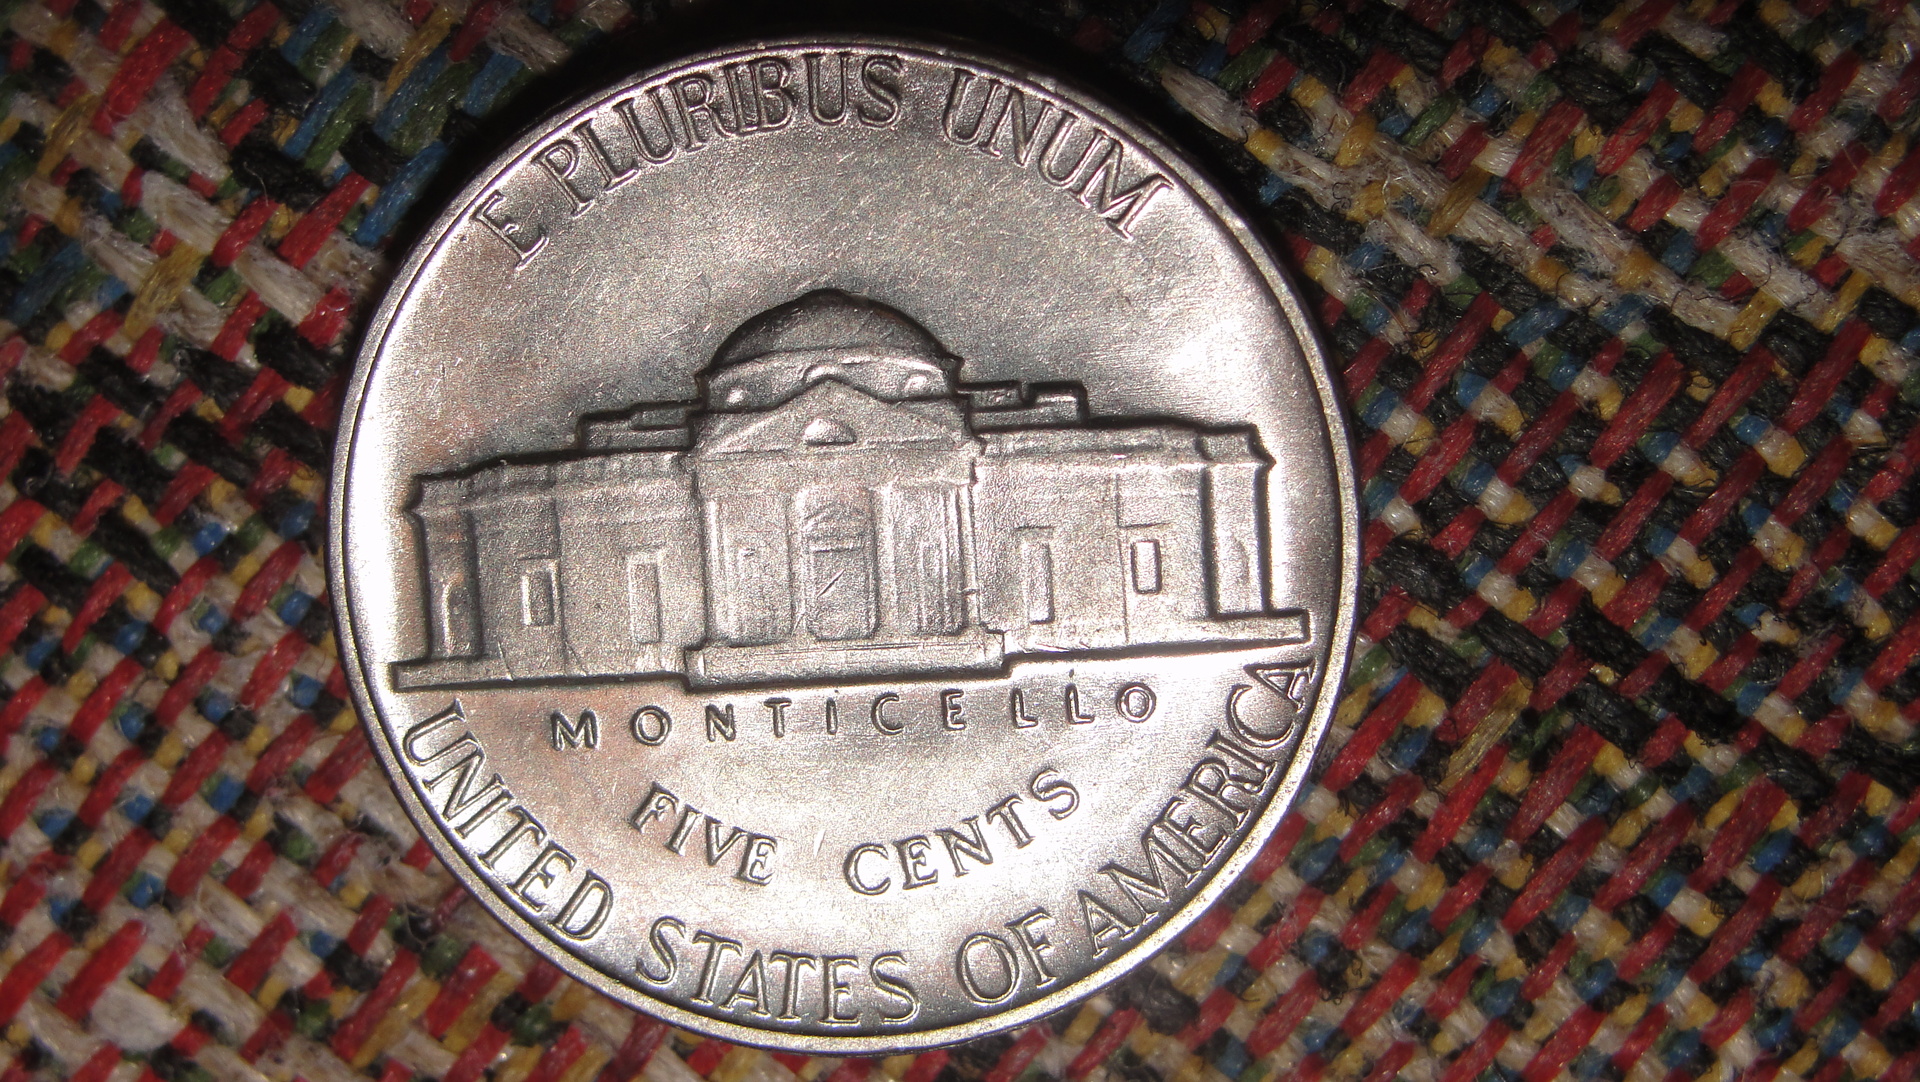 E PLURIBUS UNUM
MONTICELLO
FIVE CENTS
UNITED STATES OF AMERICA